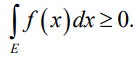 ∫_E f(x)dx ≥ 0.